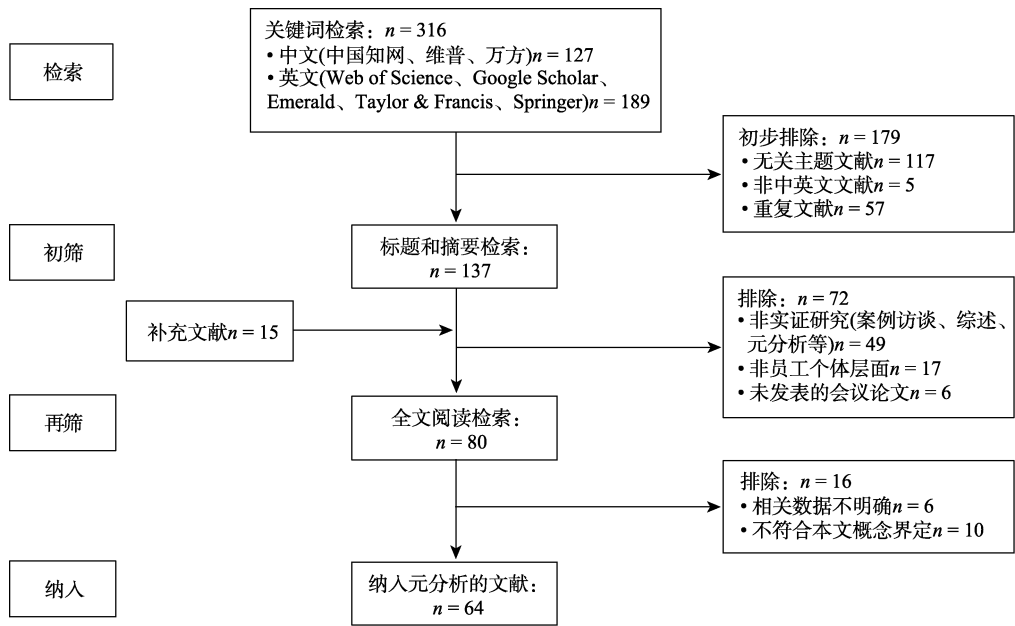 检索
关键词检索：n = 316
• 中文(中国知网、维普、万方)n = 127
• 英文(Web of Science、Google Scholar、
Emerald、Taylor & Francis、Springer)n = 189
初步排除：n = 179
• 无关主题文献n = 117
• 非中英文文献n = 5
• 重复文献n = 57
初筛
标题和摘要检索：
n = 137
补充文献n = 15
排除：n = 72
• 非实证研究(案例访谈、综述、
元分析等)n = 49
• 非员工个体层面n = 17
• 未发表的会议论文n = 6
再筛
全文阅读检索：
n = 80
排除：n = 16
• 相关数据不明确n = 6
• 不符合本文概念界定n = 10
纳入
纳入元分析的文献：
n = 64